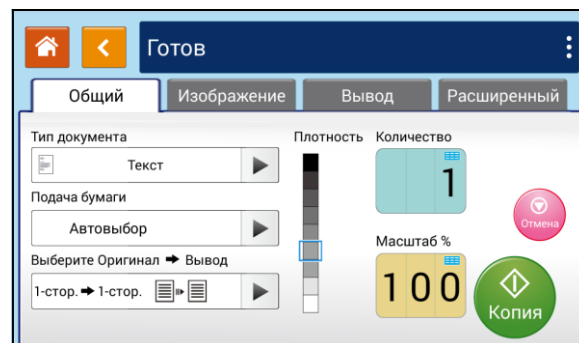 Готов
Общий Изображение Вывод Расширенный
Тип документа
Текст
Подача бумаги
Автовыбор
Выберите Оригинал ➡ Вывод
1-стор. ➡ 1-стор.
Плотность
Количество
1
Масштаб %
100
Отмена
Копия